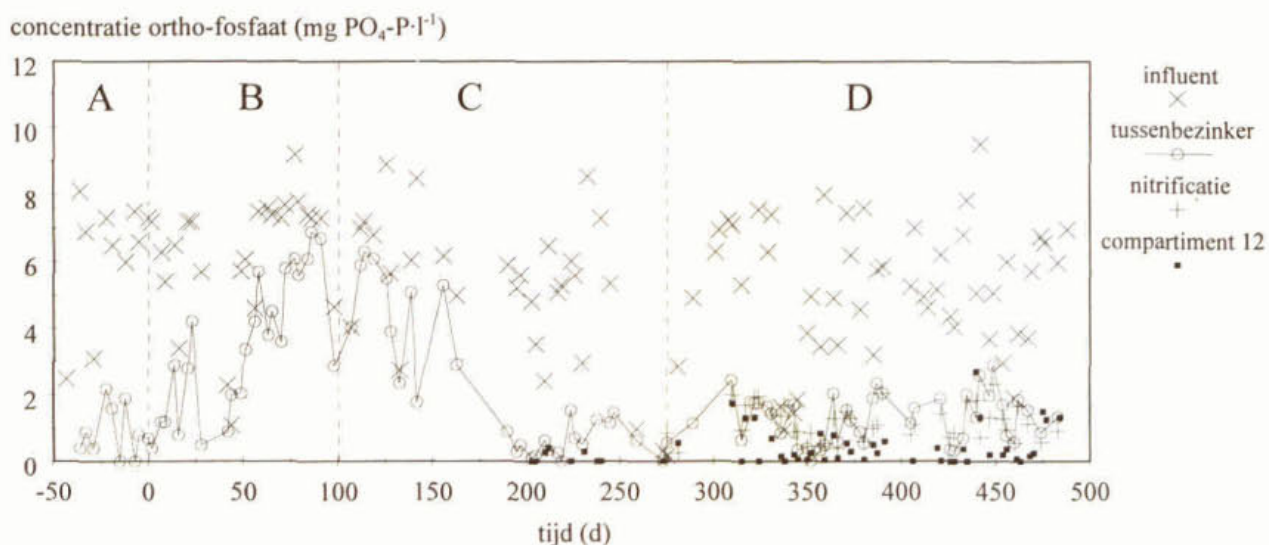 concentratie ortho-fosfaat (mg PO₄-P·l⁻¹)
12
10
8
6
4
2
0
A B C D
-50 0 50 100 150 200 250 300 350 400 450 500
tijd (d)
influent
tussenbezinker
nitrificatie
compartiment 12